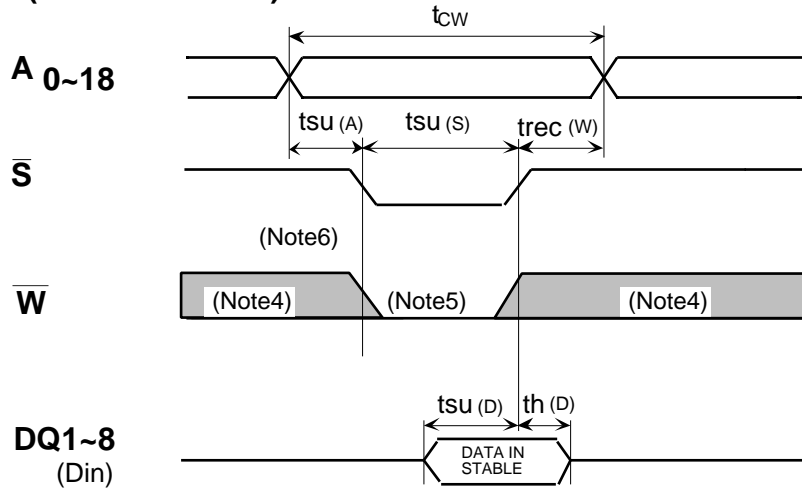 tCW
A 0~18
tsu (A) tsu (S) trec (W)
S̅
(Note6)
W̅
(Note4) (Note5) (Note4)
tsu (D) th (D)
DQ1~8
(Din)
DATA IN
STABLE